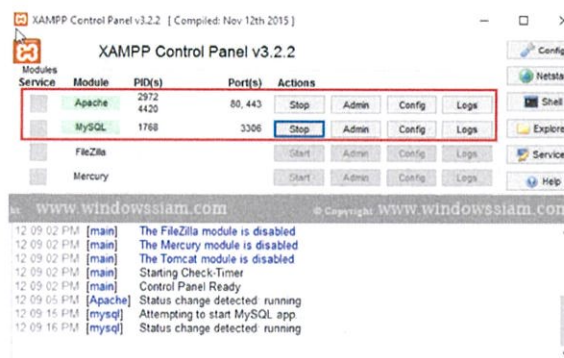 XAMPP Control Panel v3.2.2 [ Compiled: Nov 12th 2015 ]
XAMPP Control Panel v3.2.2
Modules
Service Module PID(s) Port(s) Actions
Apache 2972 4420 80, 443 Stop Admin Config Logs
MySQL 1768 3306 Stop Admin Config Logs
FileZilla Start Admin Config Logs
Mercury Start Admin Config Logs
Config
Netsta
Shell
Explore
Service
Help
www.windowssiam.com © Copyright www.windowssiam.com
12:09:02 PM [main] The FileZilla module is disabled
12:09:02 PM [main] The Mercury module is disabled
12:09:02 PM [main] The Tomcat module is disabled
12:09:02 PM [main] Starting Check-Timer
12:09:02 PM [main] Control Panel Ready
12:09:05 PM [Apache] Status change detected: running
12:09:15 PM [mysql] Attempting to start MySQL app
12:09:16 PM [mysql] Status change detected: running